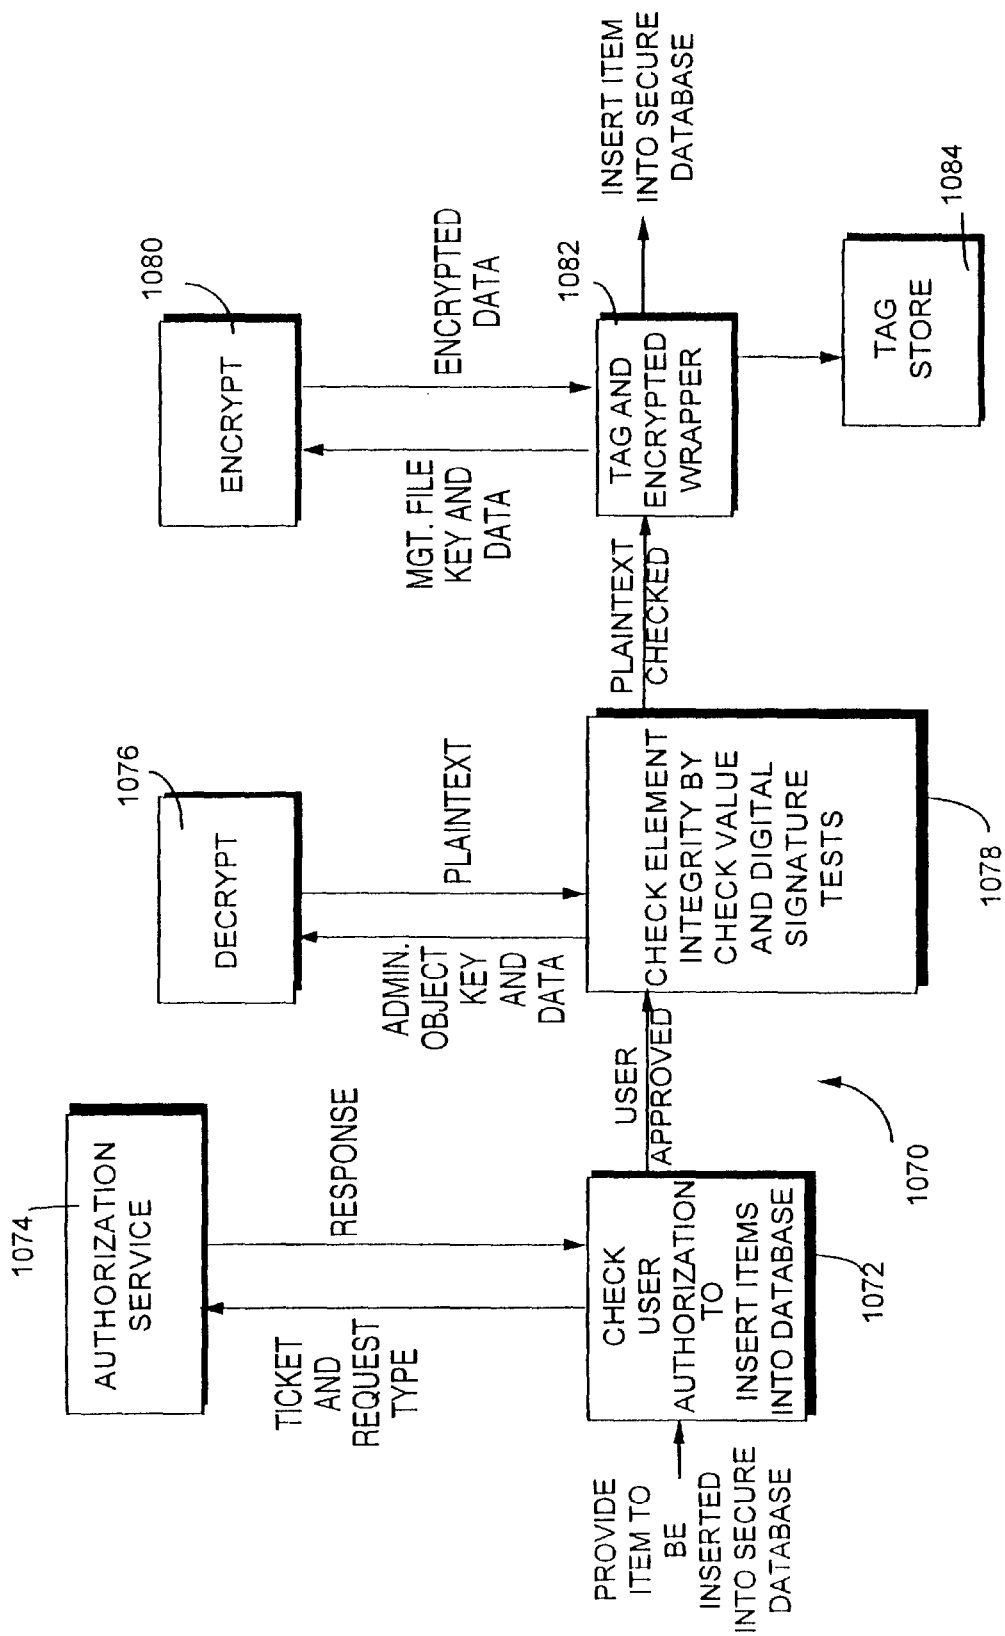 1074
AUTHORIZATION
SERVICE
TICKET
AND
REQUEST
TYPE
RESPONSE
PROVIDE
ITEM TO
BE
INSERTED
INTO SECURE
DATABASE
CHECK
USER
AUTHORIZATION
TO
INSERT ITEMS
INTO DATABASE
1072
USER
APPROVED
1070
1076
DECRYPT
ADMIN.
OBJECT
KEY
AND
DATA
PLAINTEXT
CHECK ELEMENT
INTEGRITY BY
CHECK VALUE
AND DIGITAL
SIGNATURE
TESTS
1078
PLAINTEXT
CHECKED
1080
ENCRYPT
MGT. FILE
KEY AND
DATA
ENCRYPTED
DATA
1082
TAG AND
ENCRYPTED
WRAPPER
INSERT ITEM
INTO SECURE
DATABASE
TAG
STORE
1084